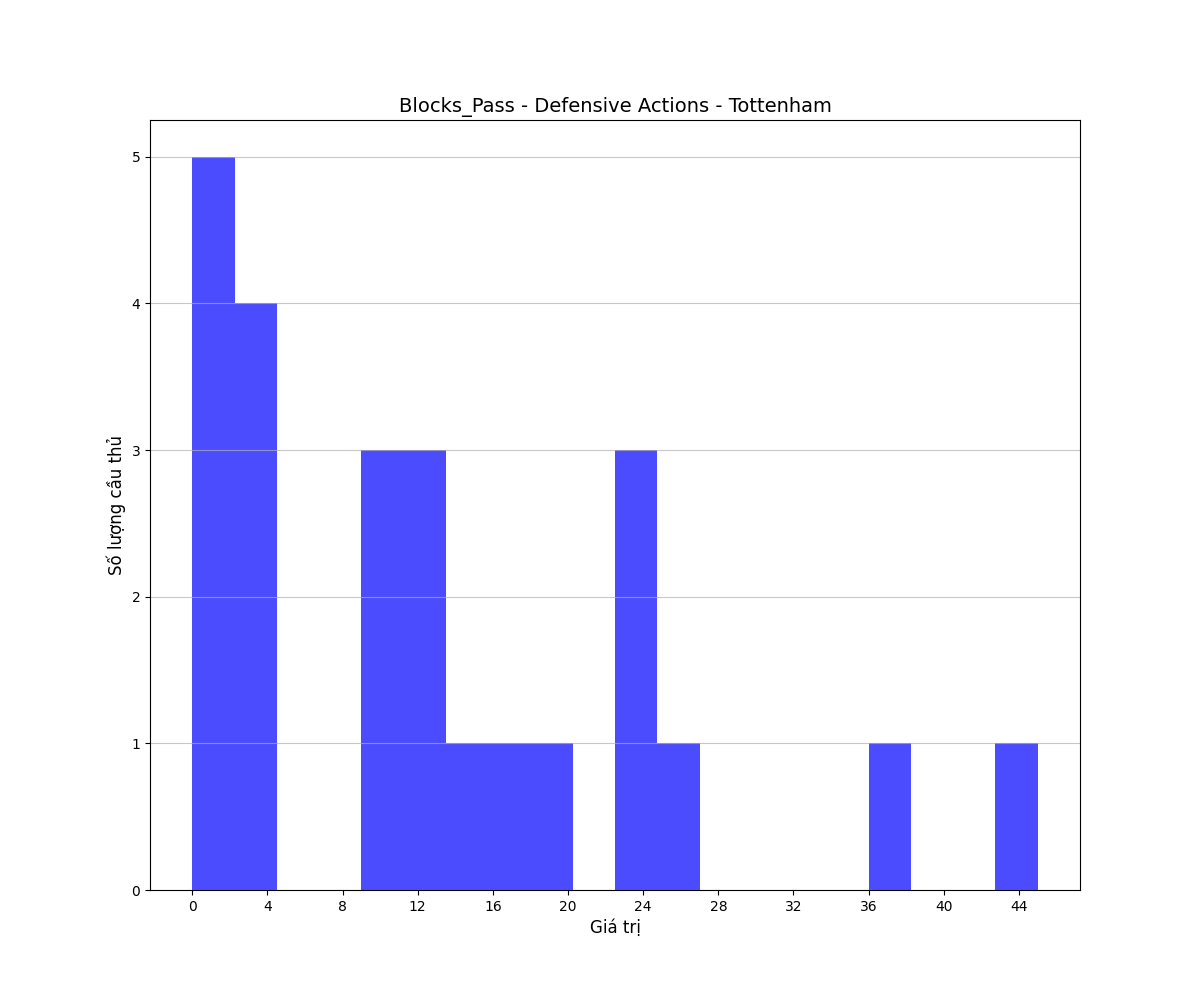 Blocks_Pass - Defensive Actions - Tottenham
5
4
3
2
1
0
Số lượng cầu thủ
0 4 8 12 16 20 24 28 32 36 40 44
Giá trị